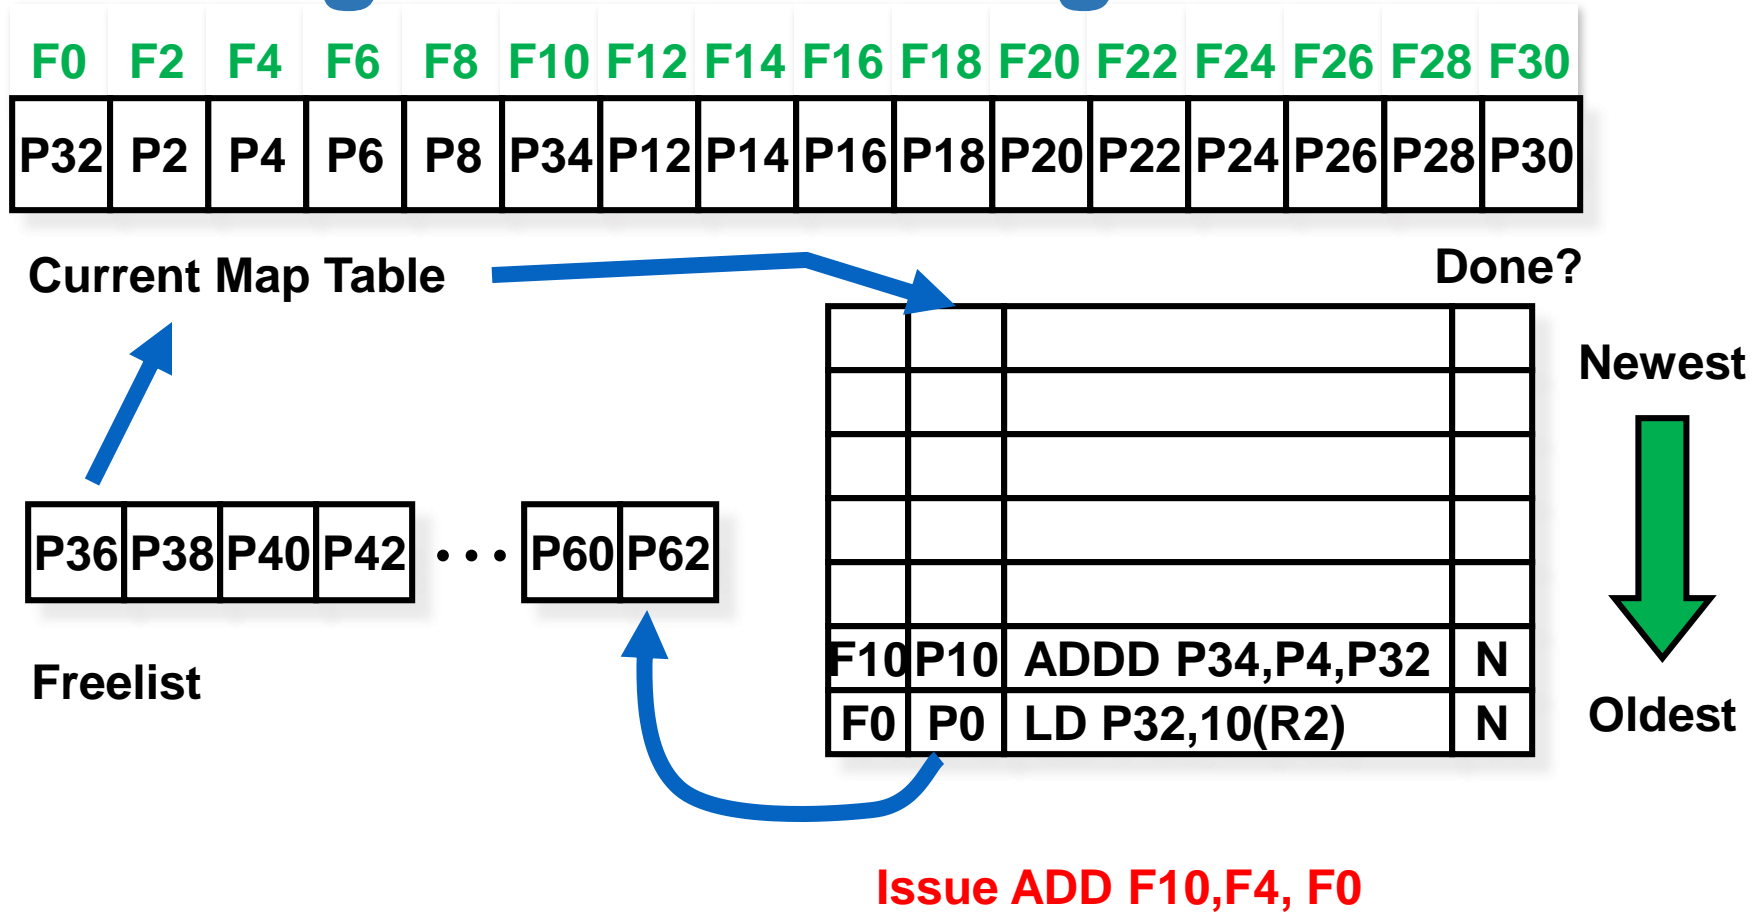 F0 F2 F4 F6 F8 F10 F12 F14 F16 F18 F20 F22 F24 F26 F28 F30
P32 P2 P4 P6 P8 P34 P12 P14 P16 P18 P20 P22 P24 P26 P28 P30
Current Map Table
Done?
Newest
P36 P38 P40 P42 ... P60 P62
Freelist
F10 P10 ADDD P34,P4,P32 N
F0 P0 LD P32,10(R2) N
Oldest
Issue ADD F10,F4, F0